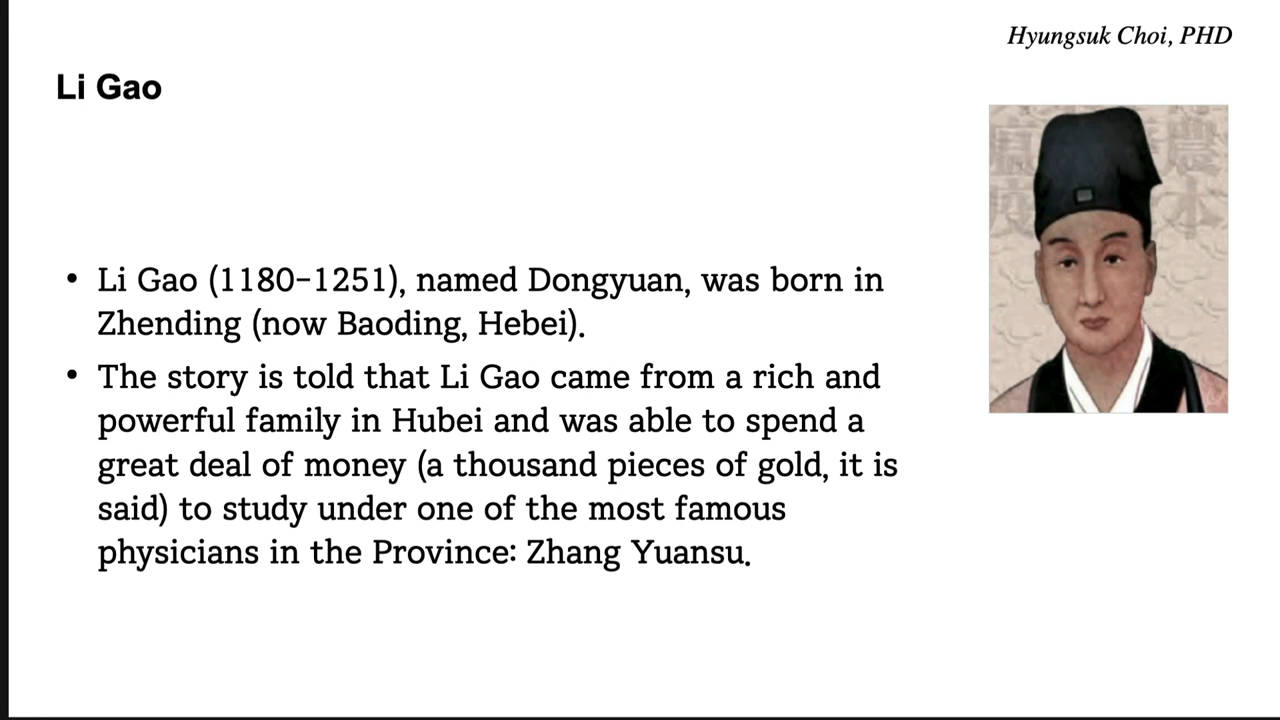 Hyungsuk Choi, PHD
Li Gao
• Li Gao (1180–1251), named Dongyuan, was born in
Zhending (now Baoding, Hebei).
• The story is told that Li Gao came from a rich and
powerful family in Hubei and was able to spend a
great deal of money (a thousand pieces of gold, it is
said) to study under one of the most famous
physicians in the Province: Zhang Yuansu.